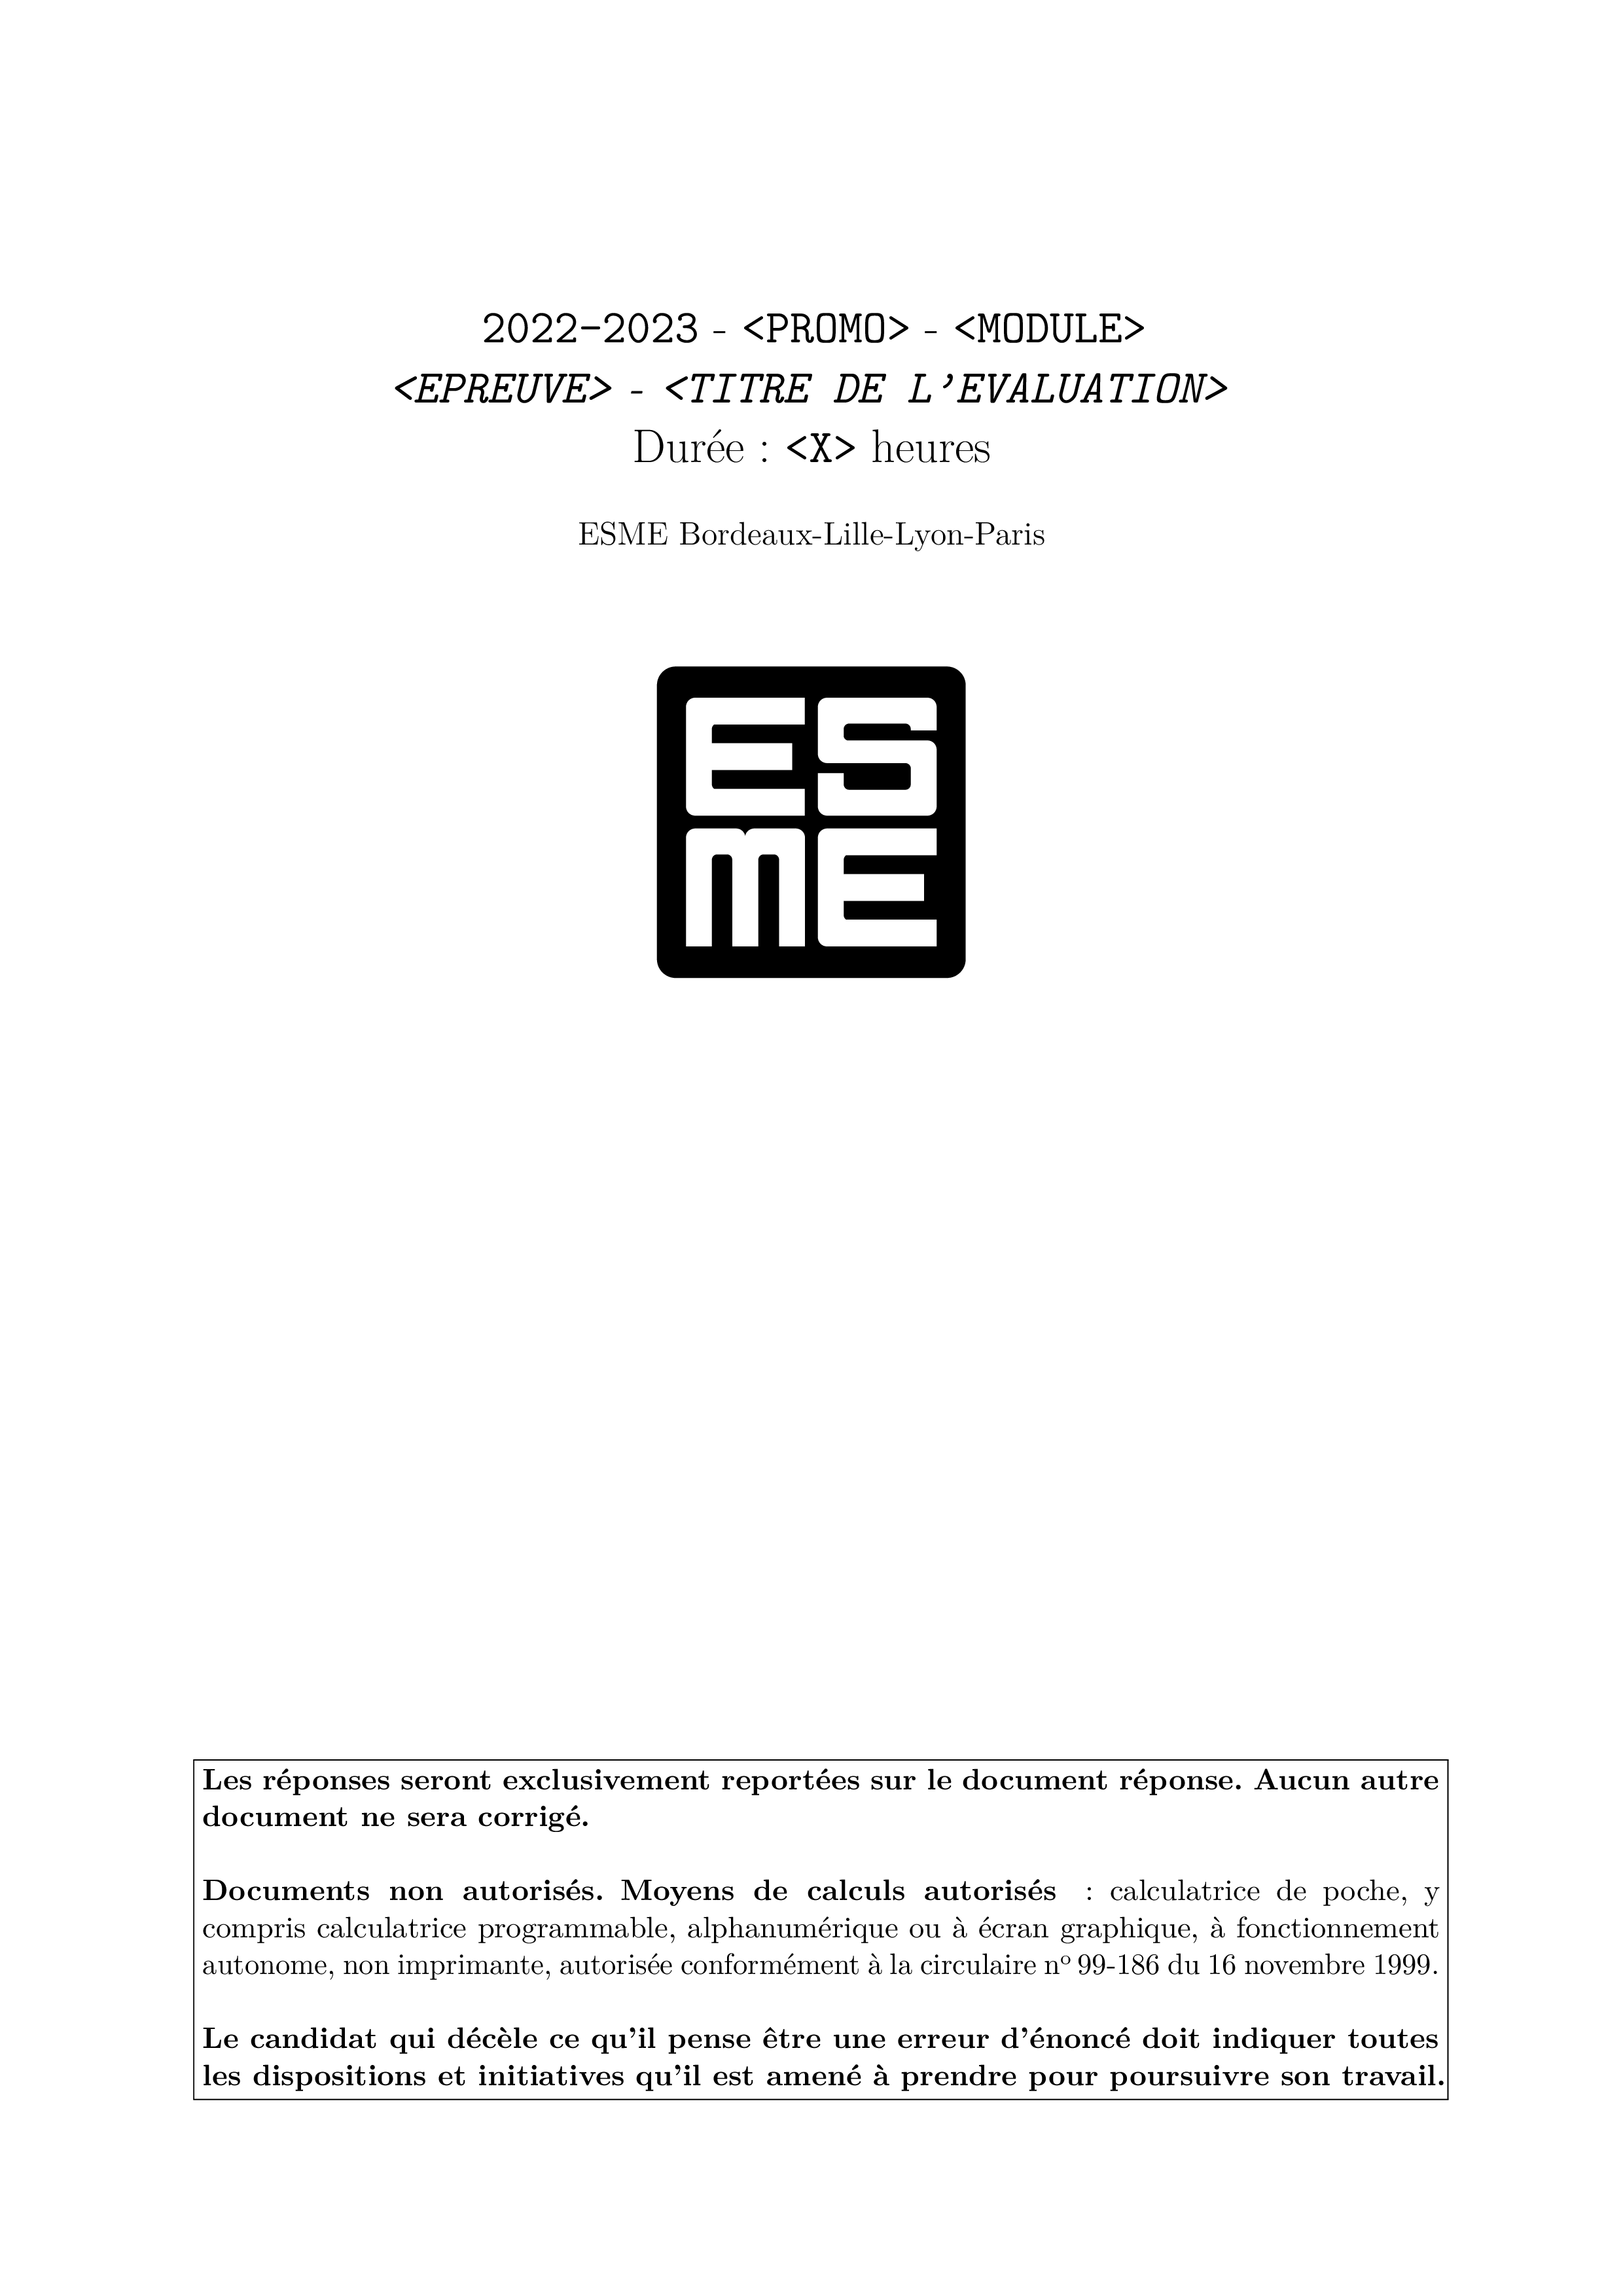 2022-2023 - <PROMO> - <MODULE>
<EPREUVE> - <TITRE DE L'EVALUATION>
Durée : <X> heures
ESME Bordeaux-Lille-Lyon-Paris
ES
ME
Les réponses seront exclusivement reportées sur le document réponse. Aucun autre
document ne sera corrigé.
Documents non autorisés. Moyens de calculs autorisés : calculatrice de poche, y
compris calculatrice programmable, alphanumérique ou à écran graphique, à fonctionnement
autonome, non imprimante, autorisée conformément à la circulaire nº 99-186 du 16 novembre 1999.
Le candidat qui décèle ce qu'il pense être une erreur d'énoncé doit indiquer toutes
les dispositions et initiatives qu'il est amené à prendre pour poursuivre son travail.